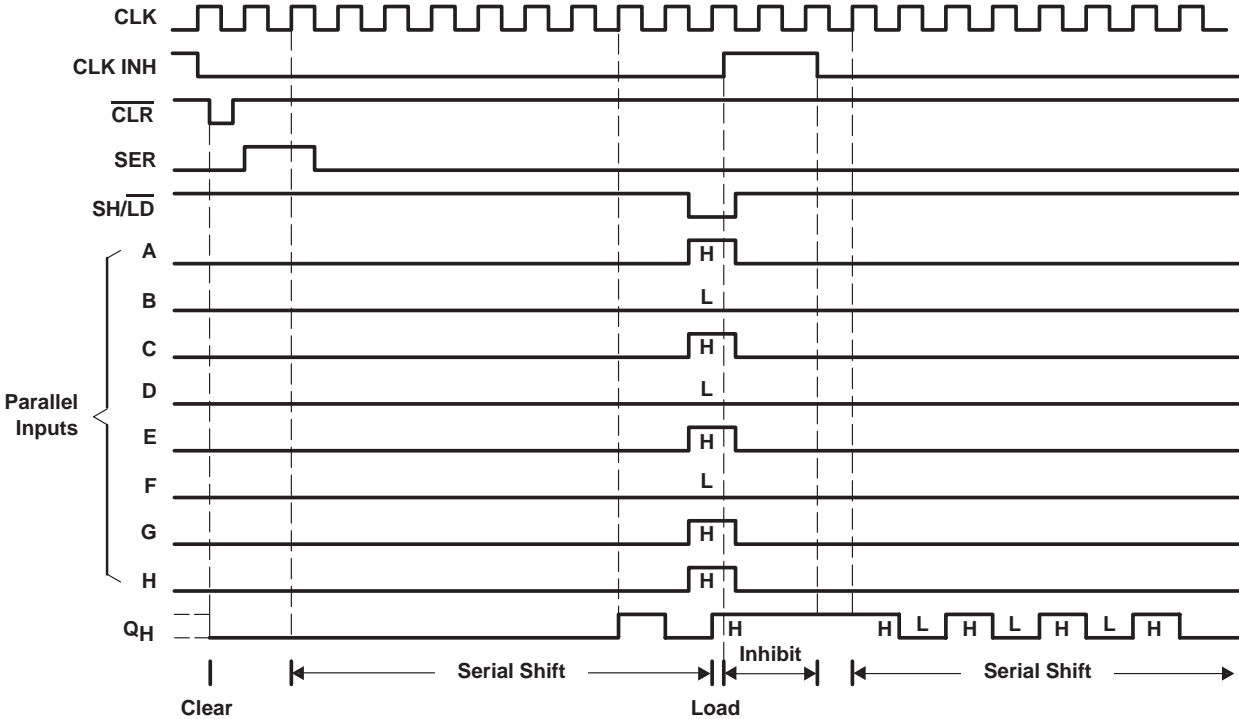 CLK
CLK INH
CLR
SER
SH/LD
A
H
B
L
C
H
D
L
Parallel
Inputs
E
H
F
L
G
H
H
H
QH
H
H
L
H
L
H
L
H
Serial Shift
Inhibit
Serial Shift
Clear
Load